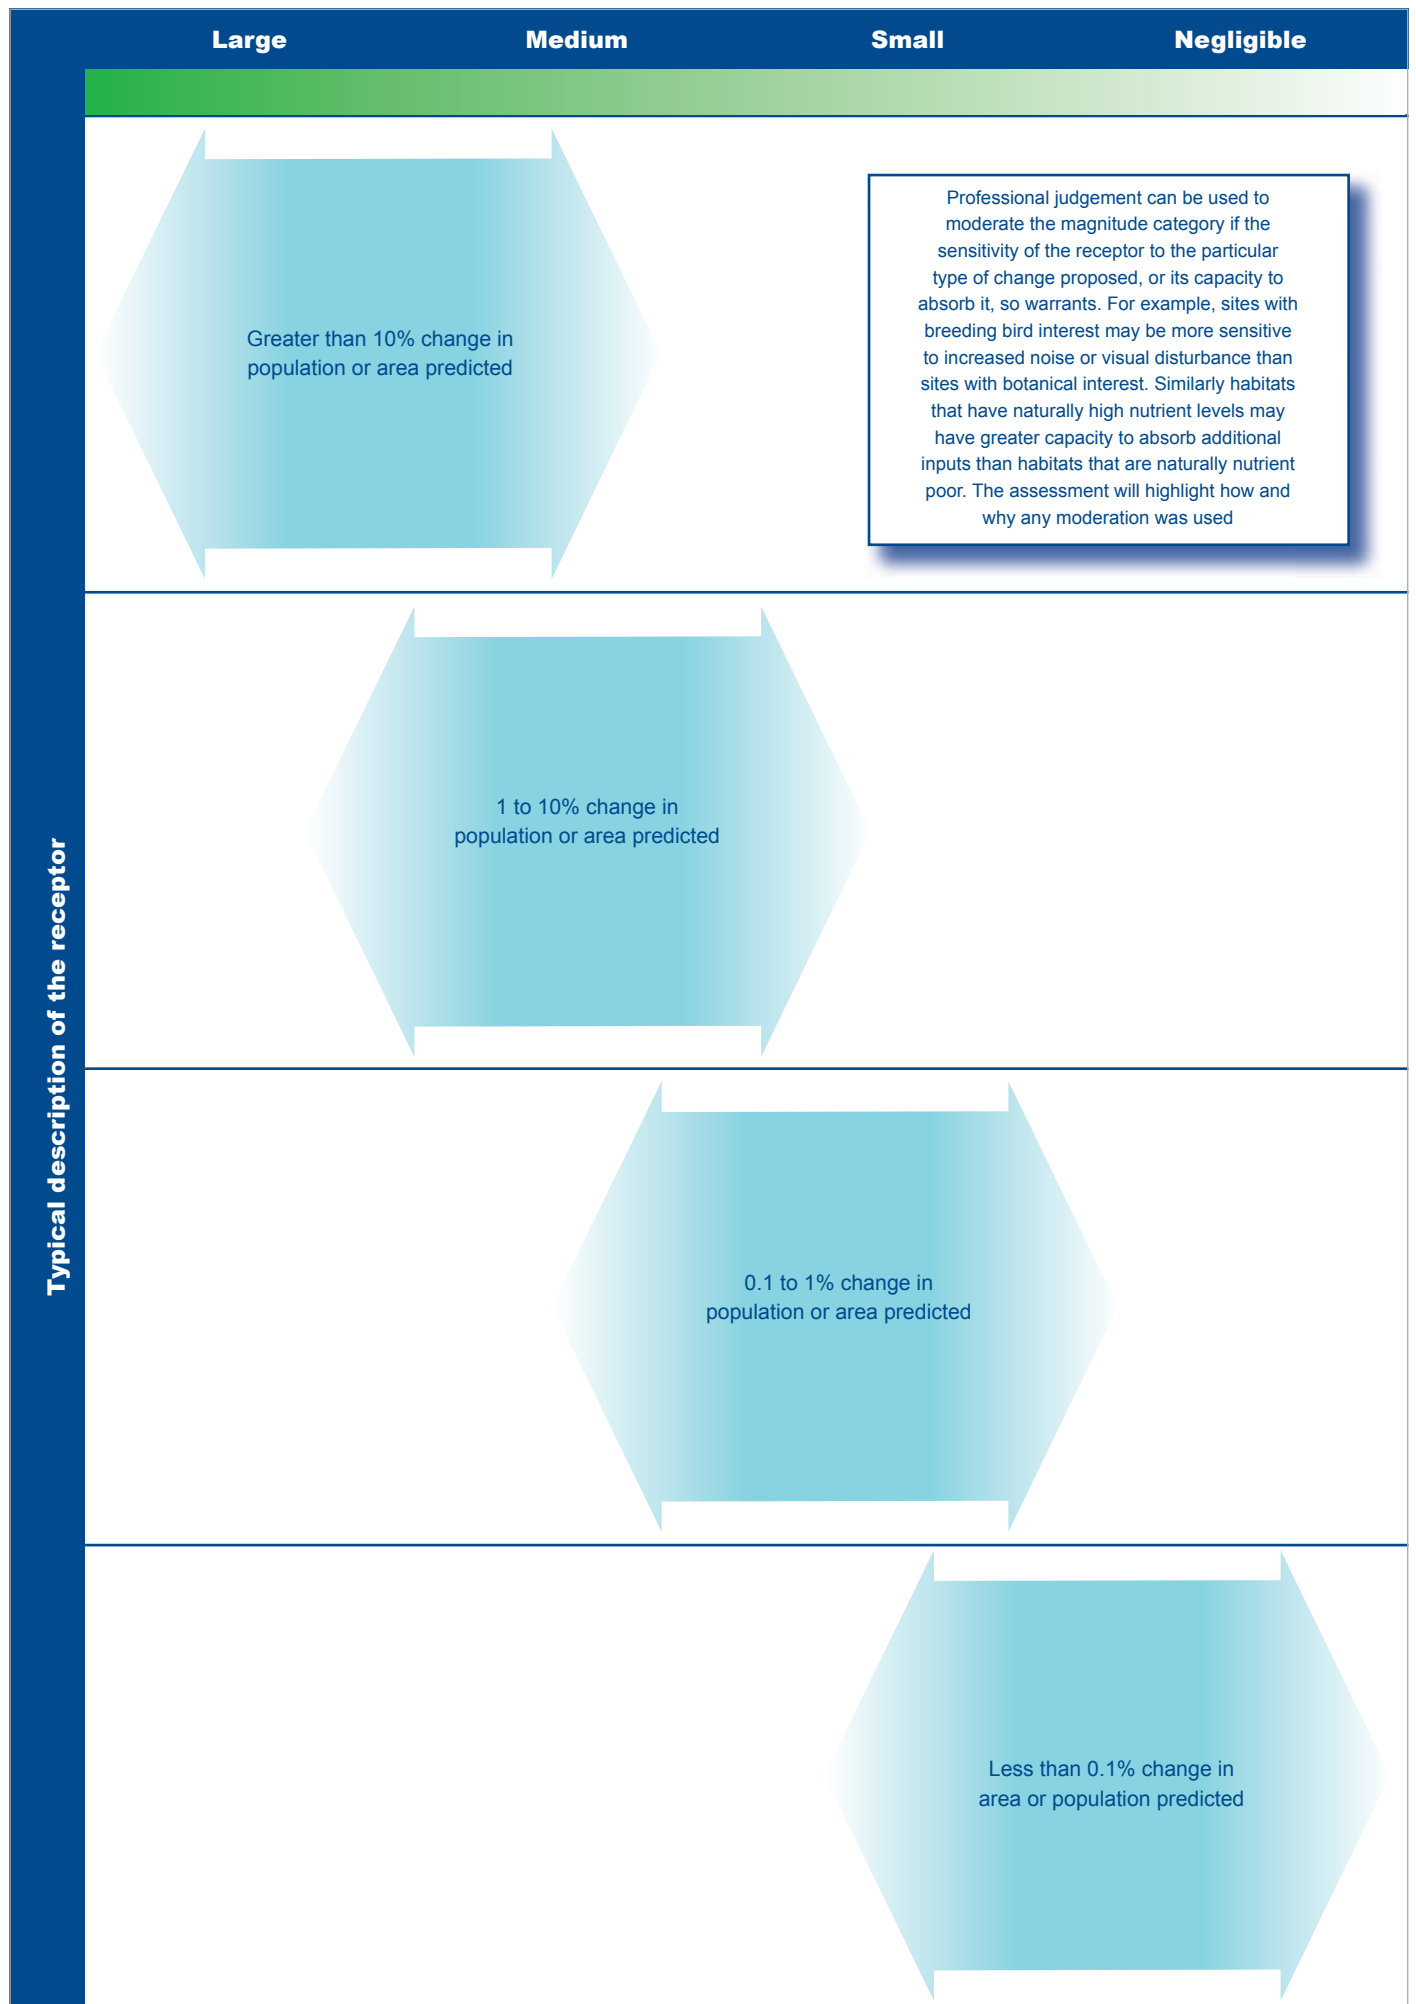 Large Medium Small Negligible
Typical description of the receptor
Greater than 10% change in
population or area predicted
Professional judgement can be used to
moderate the magnitude category if the
sensitivity of the receptor to the particular
type of change proposed, or its capacity to
absorb it, so warrants. For example, sites with
breeding bird interest may be more sensitive
to increased noise or visual disturbance than
sites with botanical interest. Similarly habitats
that have naturally high nutrient levels may
have greater capacity to absorb additional
inputs than habitats that are naturally nutrient
poor. The assessment will highlight how and
why any moderation was used
1 to 10% change in
population or area predicted
0.1 to 1% change in
population or area predicted
Less than 0.1% change in
area or population predicted